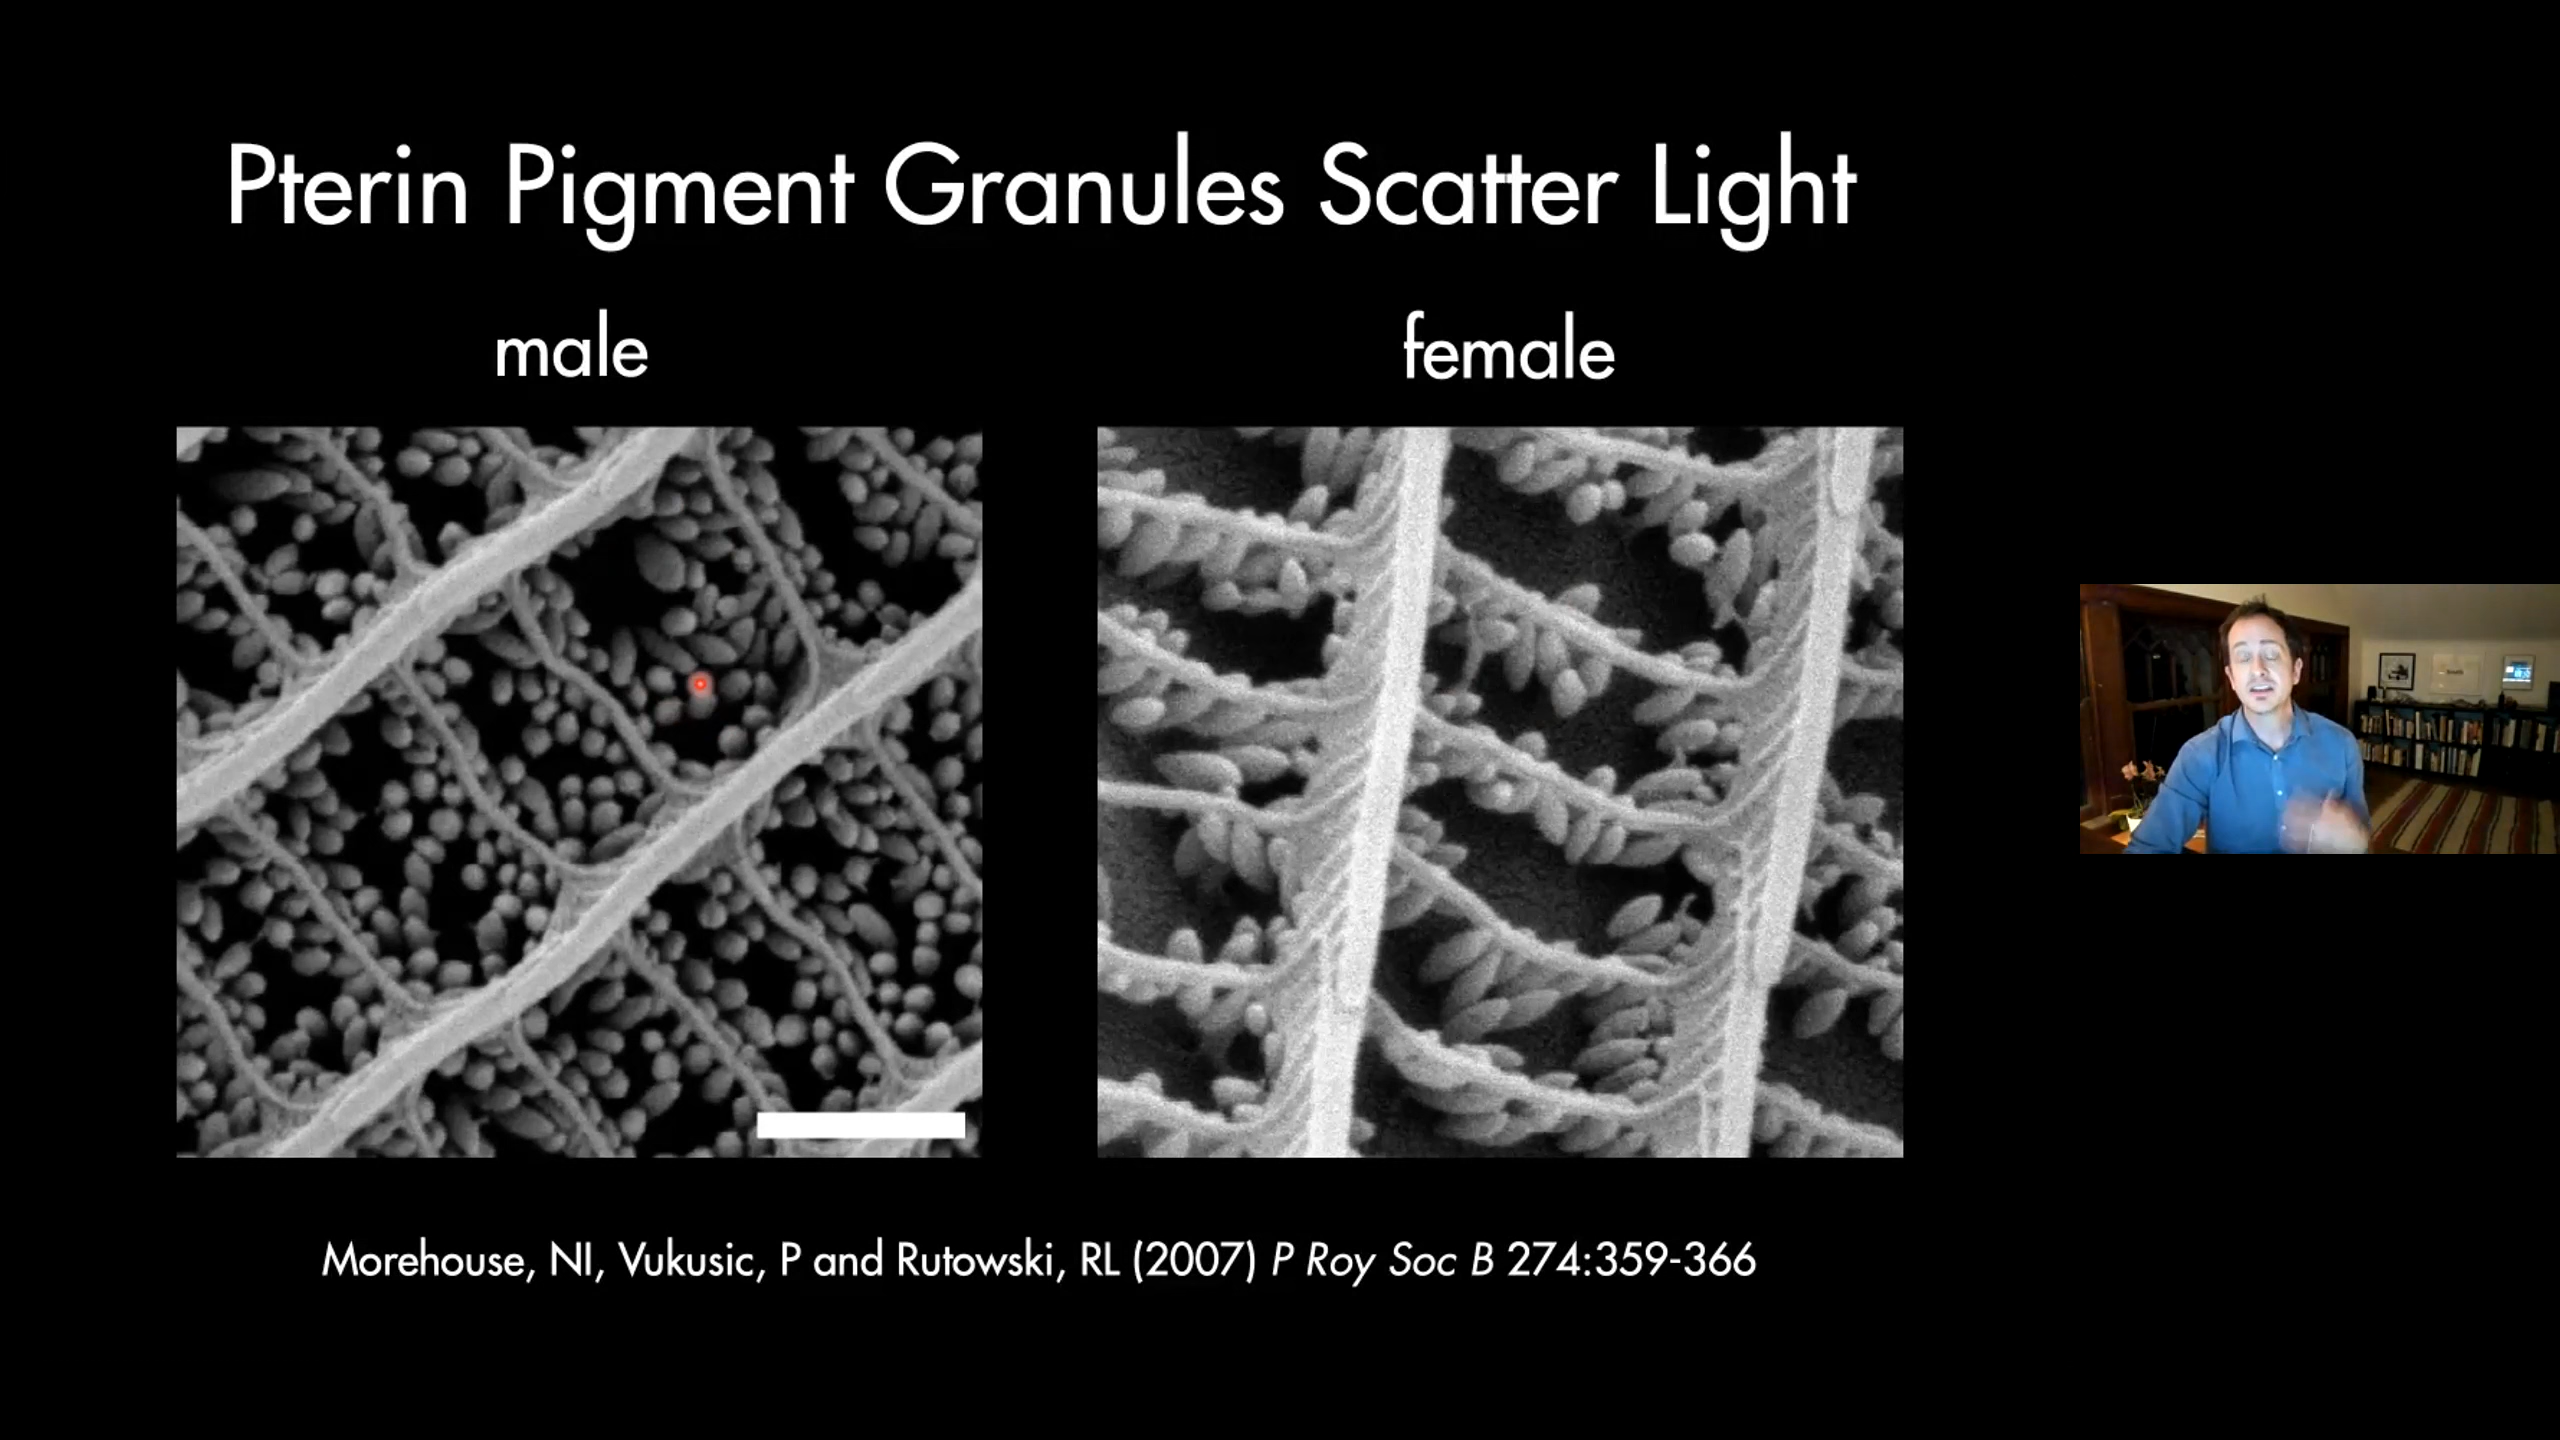 Pterin Pigment Granules Scatter Light
male
female
Morehouse, NI, Vukusic, P and Rutowski, RL (2007) P Roy Soc B 274:359-366